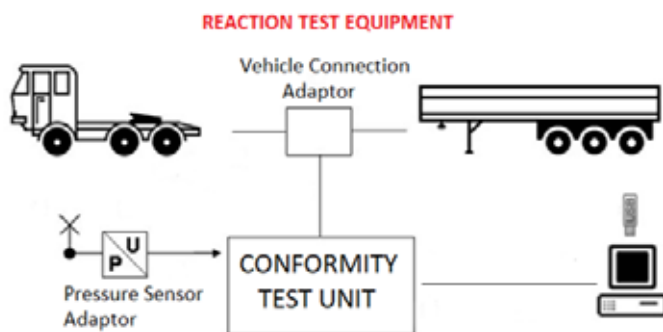 REACTION TEST EQUIPMENT
Vehicle Connection
Adaptor
U
P
CONFORMITY
TEST UNIT
Pressure Sensor
Adaptor